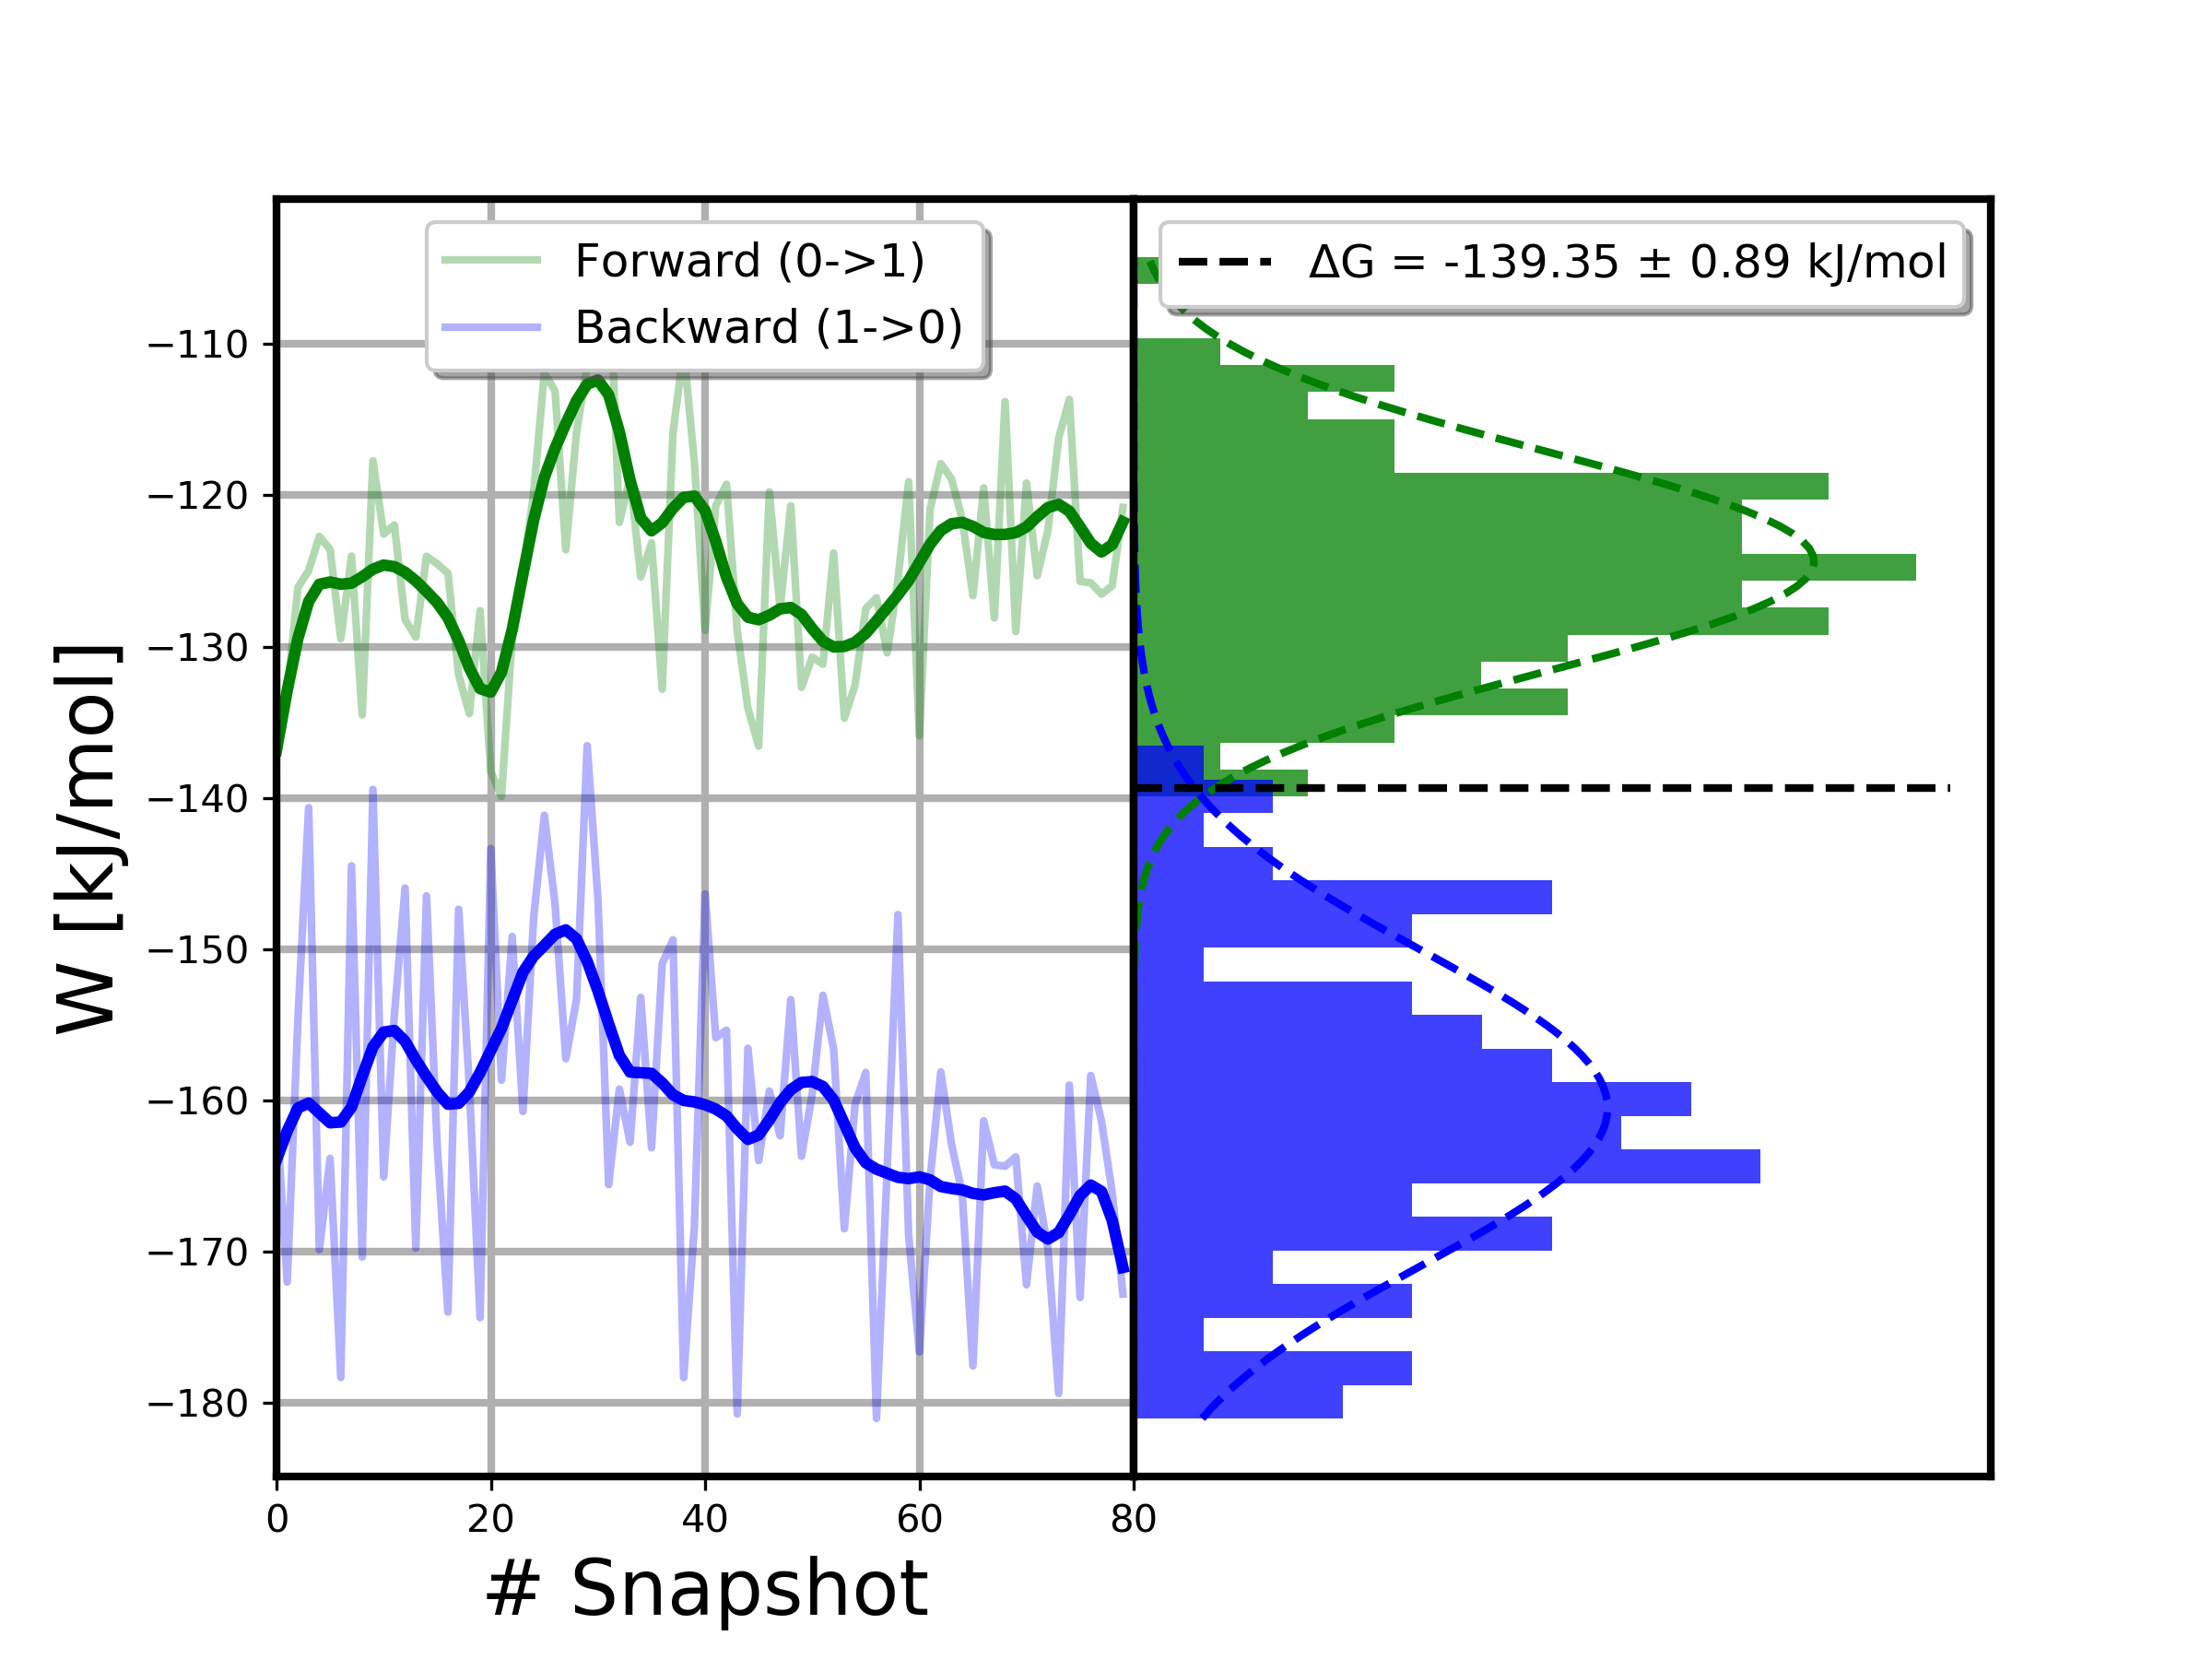 Forward (0->1)
Backward (1->0)
ΔG = -139.35 ± 0.89 kJ/mol
W [kJ/mol]
−110
−120
−130
−140
−150
−160
−170
−180
0 20 40 60 80
# Snapshot